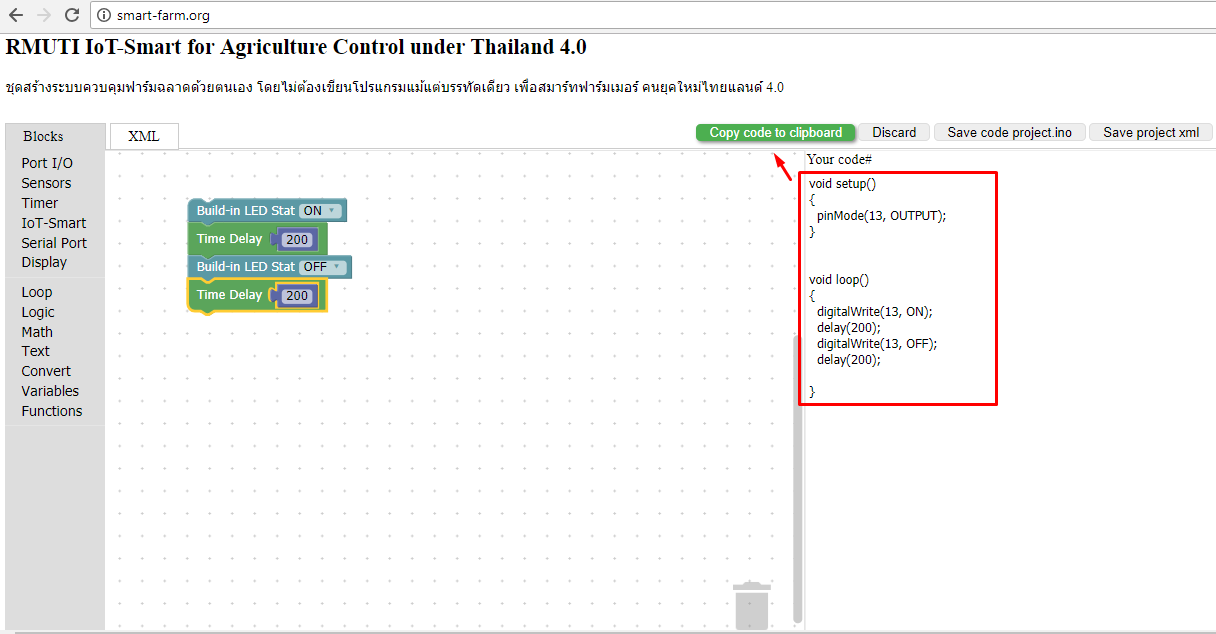 smart-farm.org
RMUTI IoT-Smart for Agriculture Control under Thailand 4.0
ชุดสร้างระบบควบคุมฟาร์มฉลาดด้วยตนเอง โดยไม่ต้องเขียนโปรแกรมแม้แต่บรรทัดเดียว เพื่อสมาร์ทฟาร์มเมอร์ คนยุคใหม่ไทยแลนด์ 4.0
Blocks XML Copy code to clipboard Discard Save code project.ino Save project xml
Port I/O
Sensors
Timer
IoT-Smart
Serial Port
Display
Loop
Logic
Math
Text
Convert
Variables
Functions
Build-in LED Stat ON
Time Delay 200
Build-in LED Stat OFF
Time Delay 200
Your code#
void setup()
{
pinMode(13, OUTPUT);
}
void loop()
{
digitalWrite(13, ON);
delay(200);
digitalWrite(13, OFF);
delay(200);
}